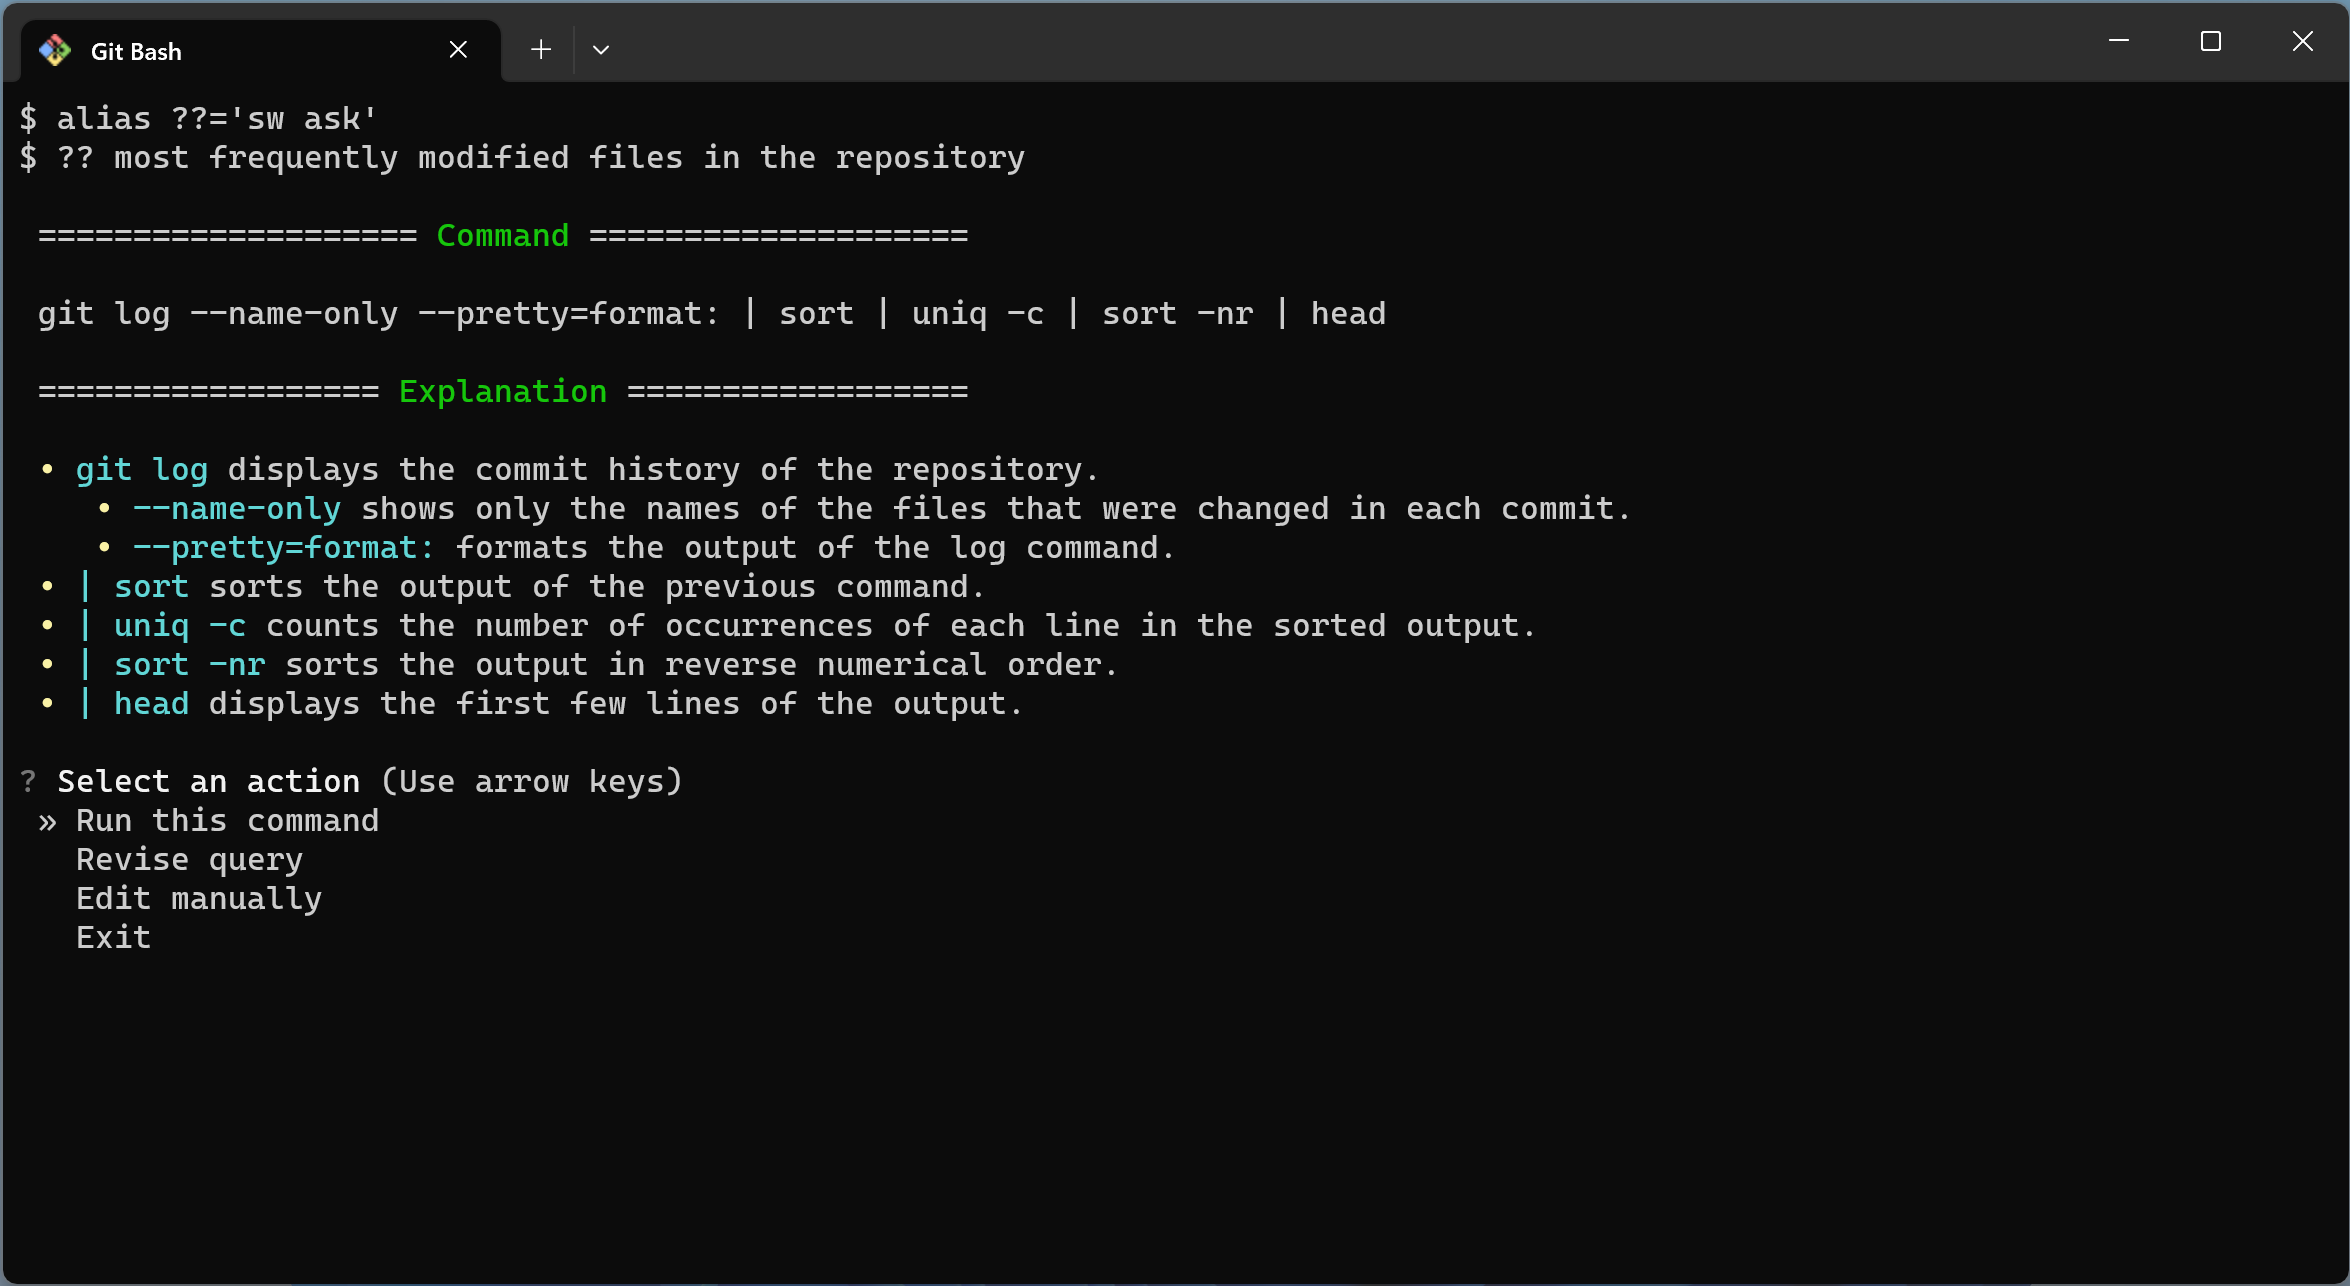 Git Bash
$ alias ??='sw ask'
$ ?? most frequently modified files in the repository
==================== Command ====================
git log --name-only --pretty=format: | sort | uniq -c | sort -nr | head
================== Explanation ==================
• git log displays the commit history of the repository.
• --name-only shows only the names of the files that were changed in each commit.
• --pretty=format: formats the output of the log command.
• | sort sorts the output of the previous command.
• | uniq -c counts the number of occurrences of each line in the sorted output.
• | sort -nr sorts the output in reverse numerical order.
• | head displays the first few lines of the output.
? Select an action (Use arrow keys)
» Run this command
Revise query
Edit manually
Exit